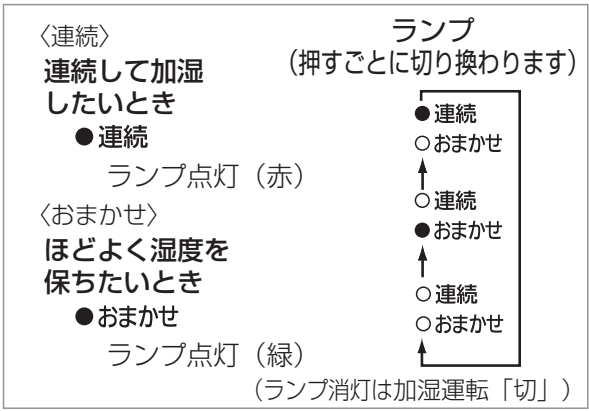 〈連続〉
連続して加湿
したいとき
●連続
ランプ点灯（赤）
〈おまかせ〉
ほどよく湿度を
保ちたいとき
●おまかせ
ランプ点灯（緑）
ランプ
（押すごとに切り換わります）
●連続
○おまかせ
○連続
●おまかせ
○連続
○おまかせ
（ランプ消灯は加湿運転「切」）